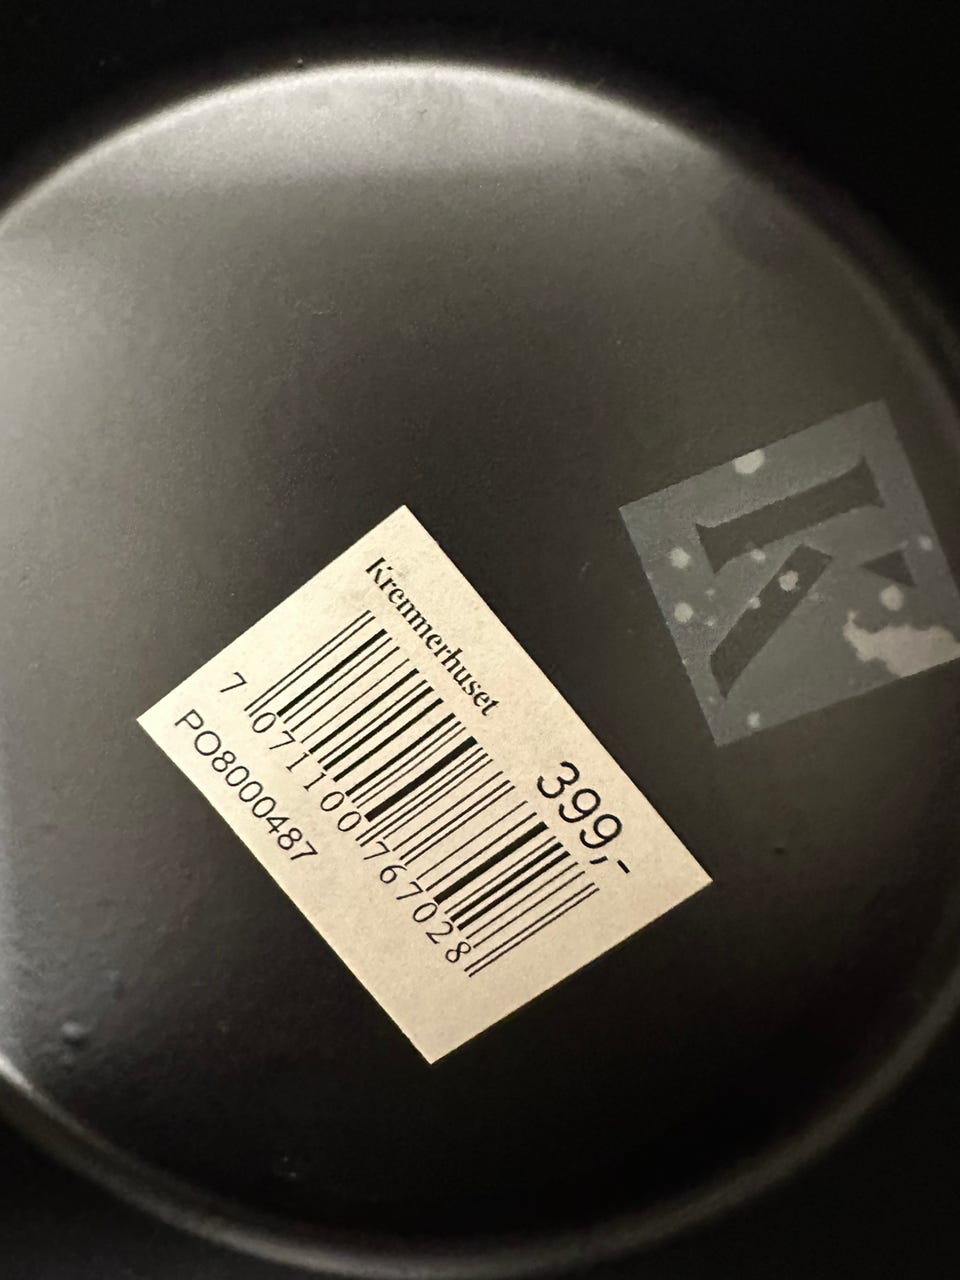 Kremmerhuset
399,-
7 071100 767028
PO8000487
K